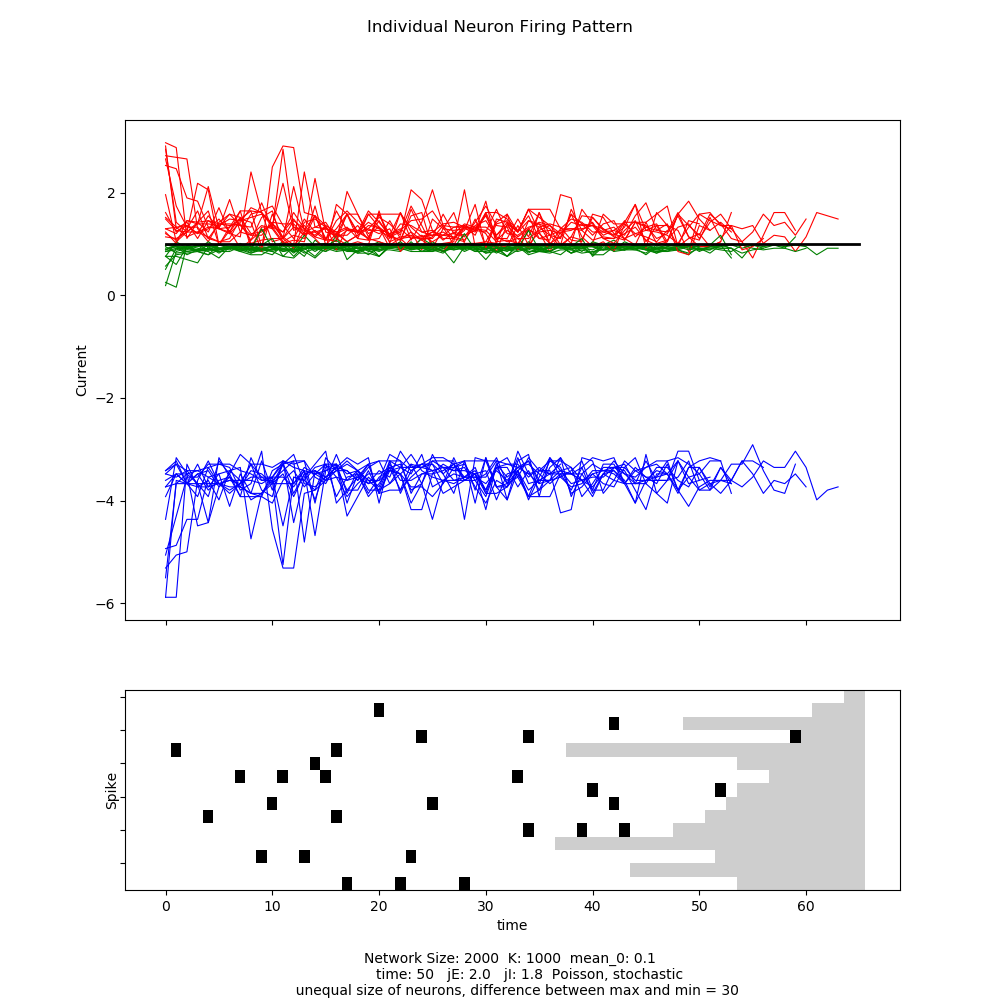 Individual Neuron Firing Pattern
2
0
−2
−4
−6
Current
Spike
0 10 20 30 40 50 60
time
Network Size: 2000 K: 1000 mean_0: 0.1
time: 50 jE: 2.0 jI: 1.8 Poisson, stochastic
unequal size of neurons, difference between max and min = 30